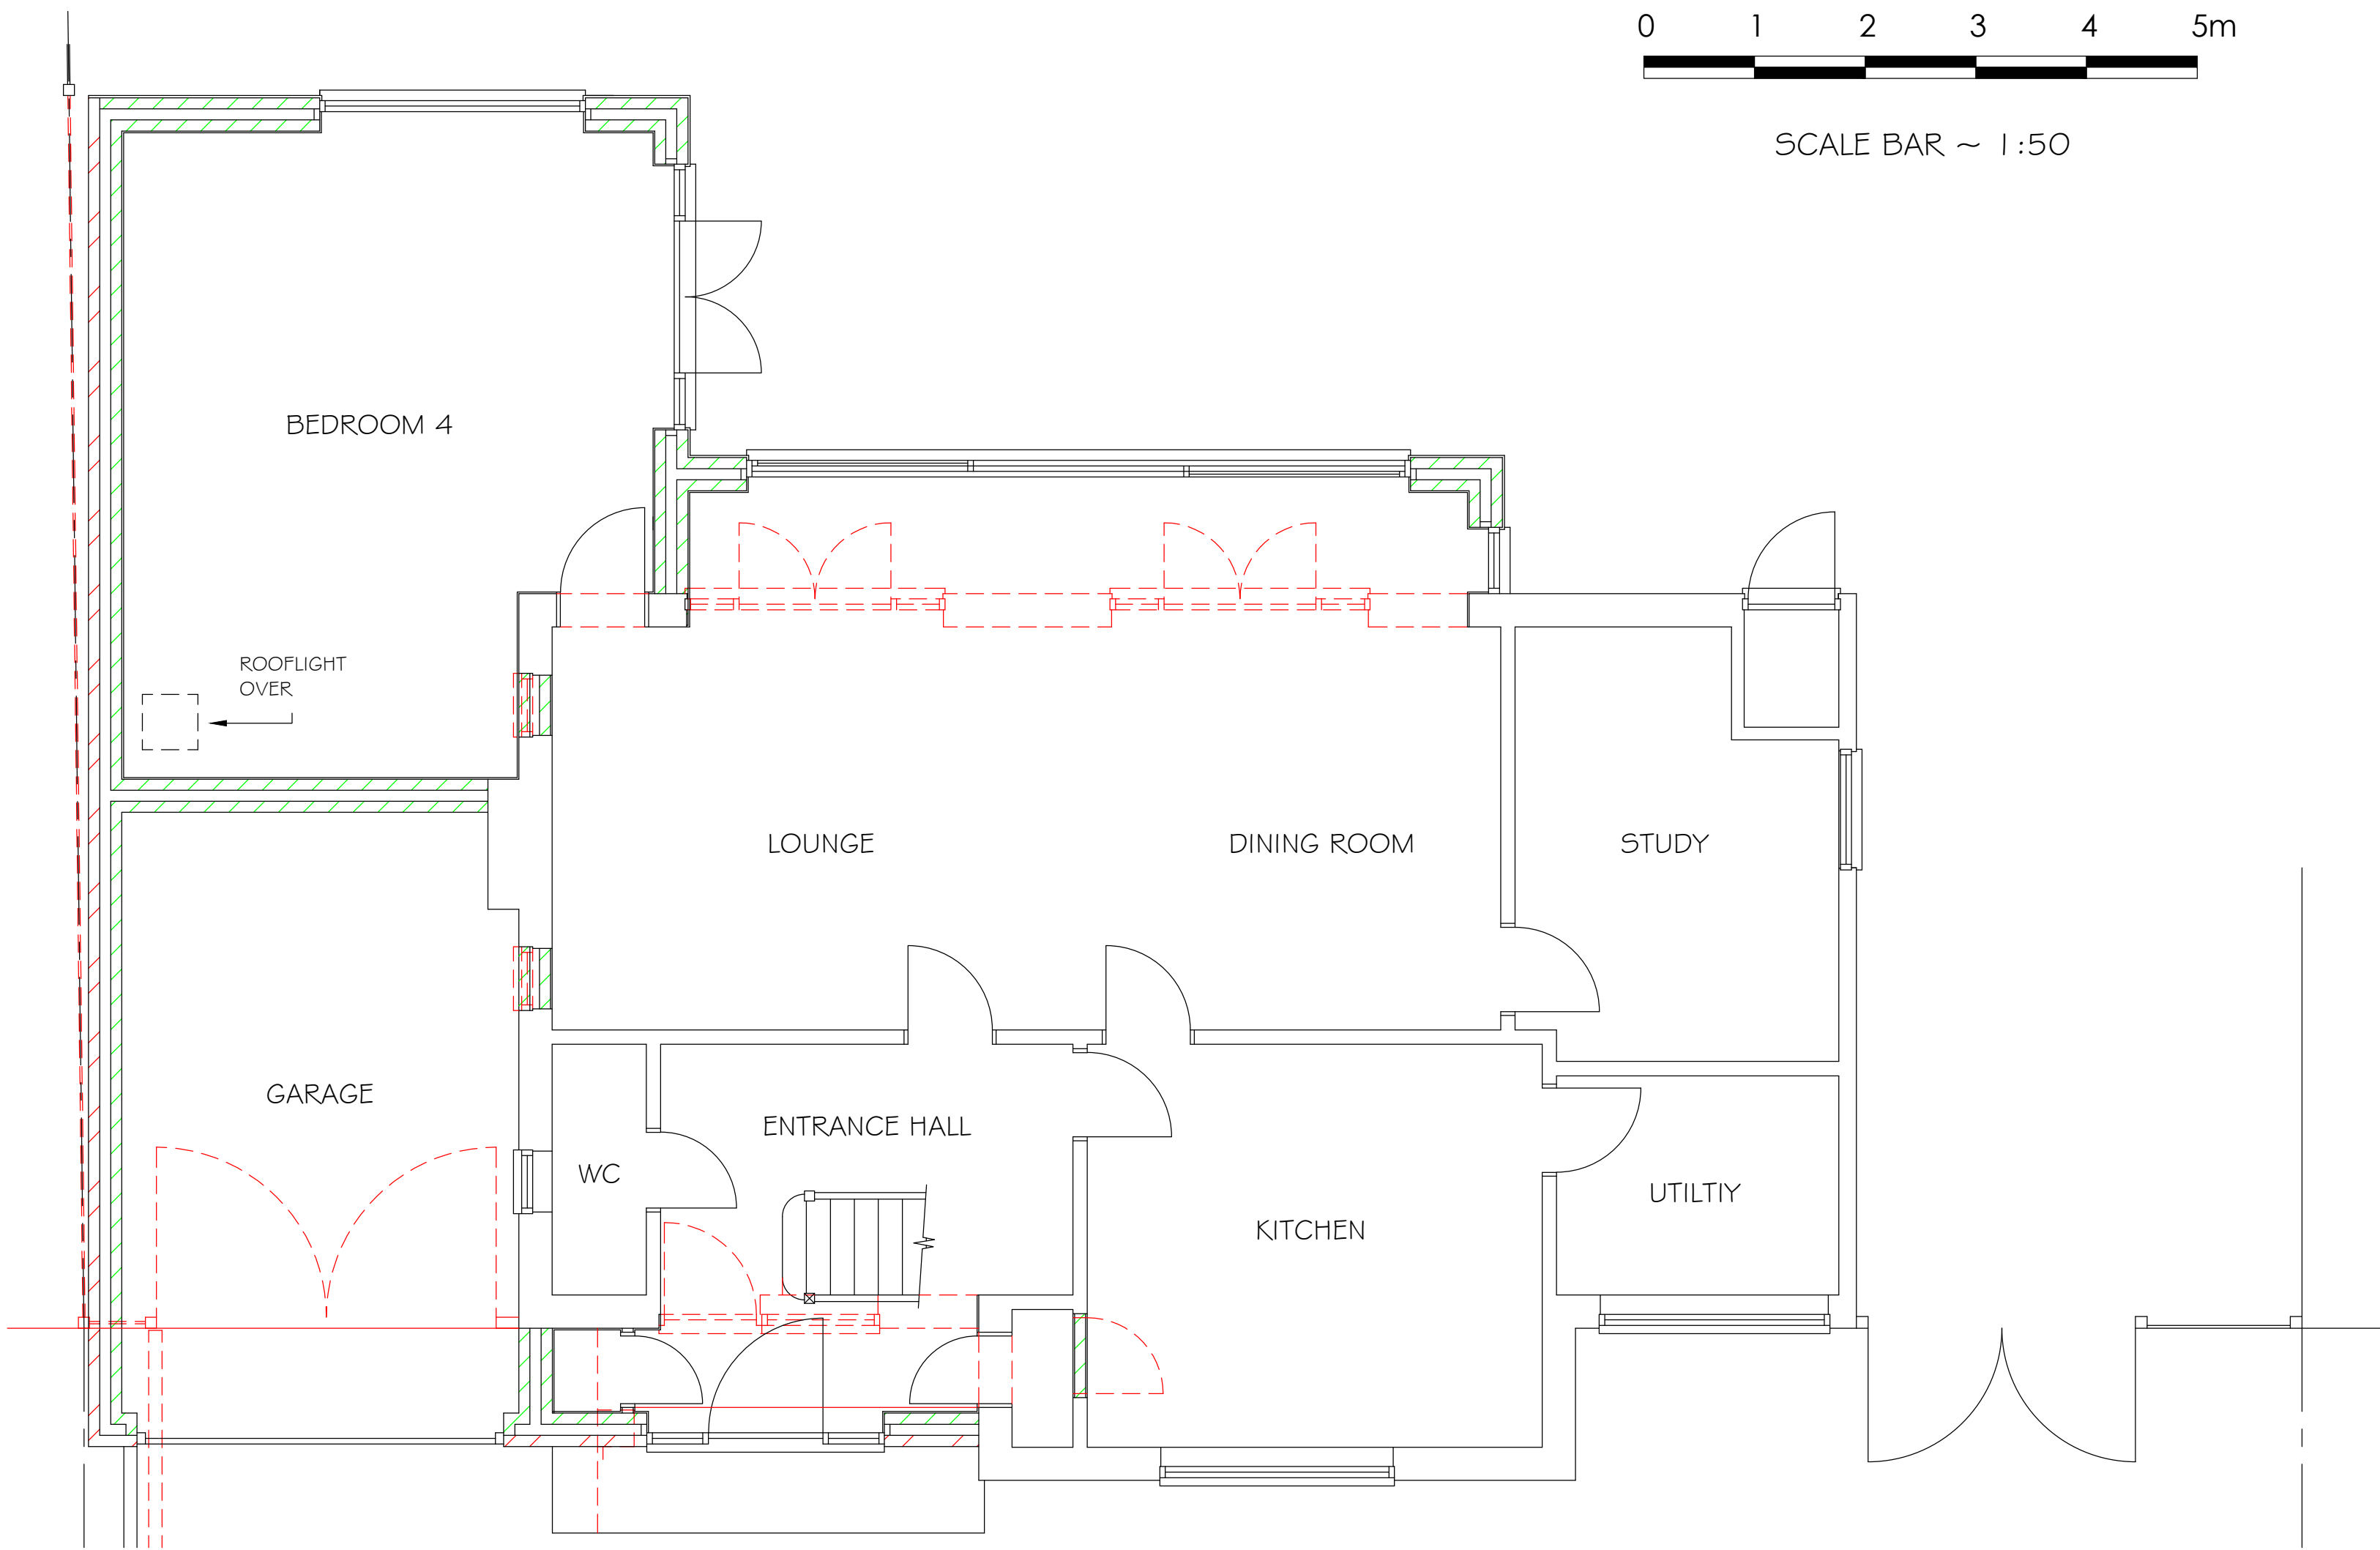 0 1 2 3 4 5m
SCALE BAR ~ 1:50
BEDROOM 4
ROOFLIGHT
OVER
LOUNGE
DINING ROOM
STUDY
GARAGE
ENTRANCE HALL
WC
UTILTIY
KITCHEN